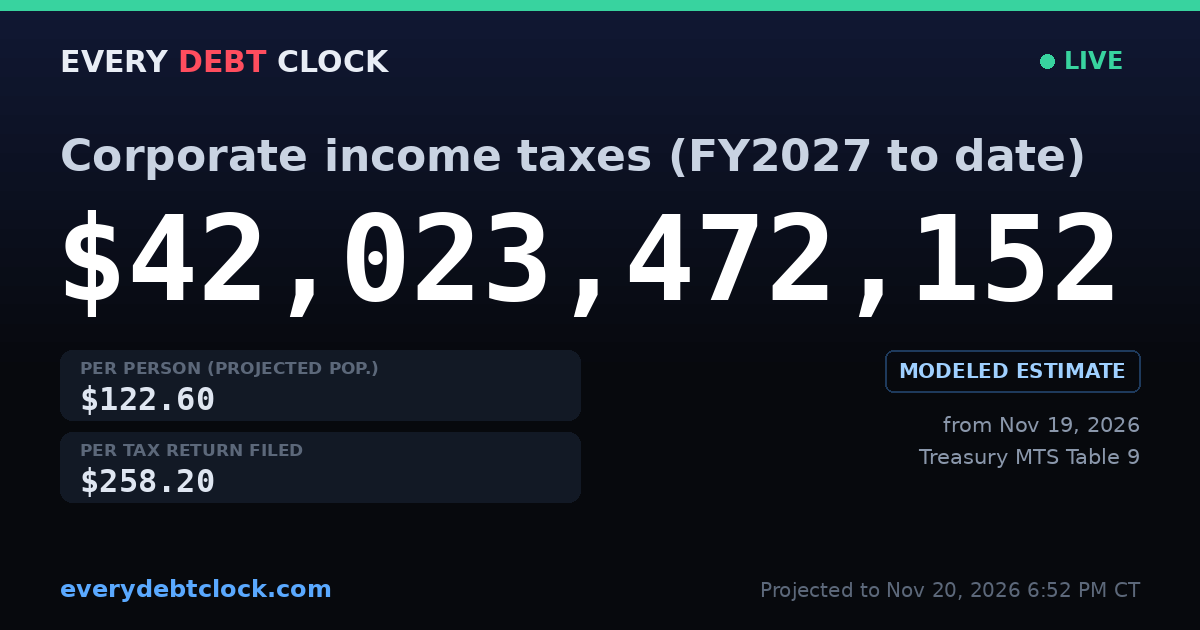 EVERY DEBT CLOCK
LIVE
Corporate income taxes (FY2027 to date)
$42,023,472,152
PER PERSON (PROJECTED POP.)
$122.60
MODELED ESTIMATE
from Nov 19, 2026
Treasury MTS Table 9
PER TAX RETURN FILED
$258.20
everydebtclock.com
Projected to Nov 20, 2026 6:52 PM CT